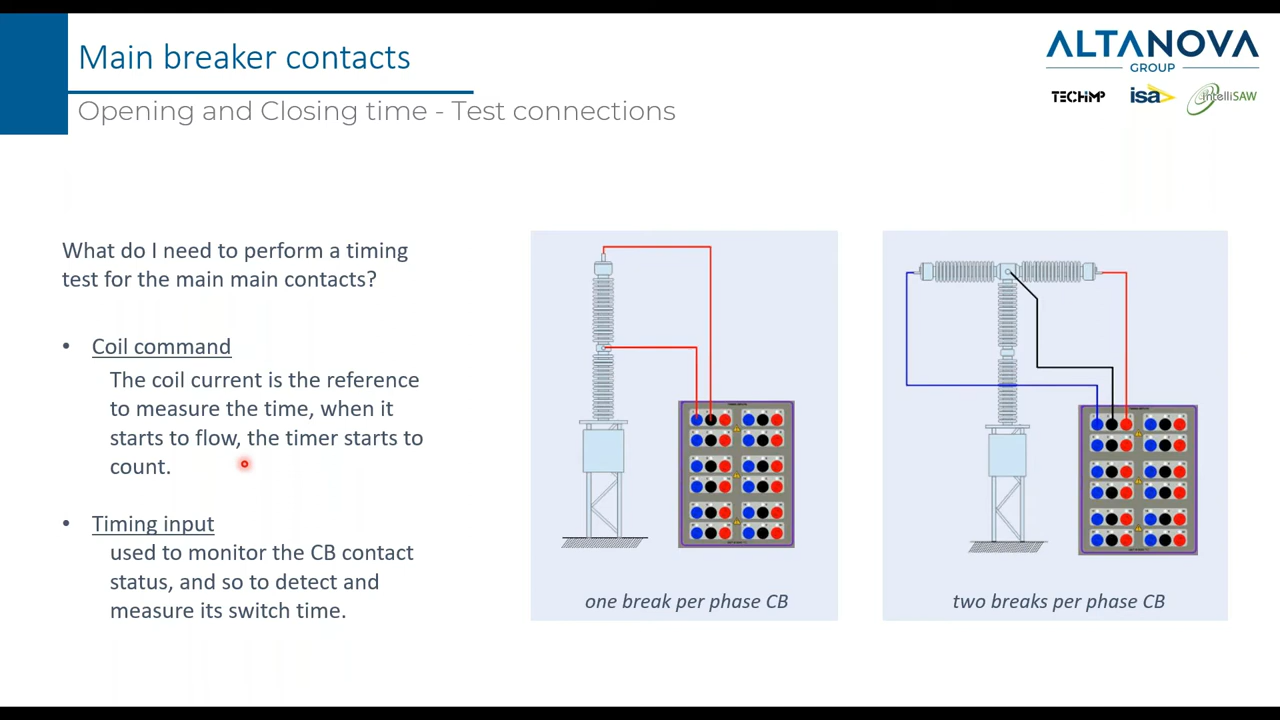 Main breaker contacts
Opening and Closing time - Test connections
ALTANOVA
GROUP
TECHIMP
isa
intelliSAW
What do I need to perform a timing
test for the main main contacts?
• Coil command
The coil current is the reference
to measure the time, when it
starts to flow, the timer starts to
count.
• Timing input
used to monitor the CB contact
status, and so to detect and
measure its switch time.
one break per phase CB
two breaks per phase CB